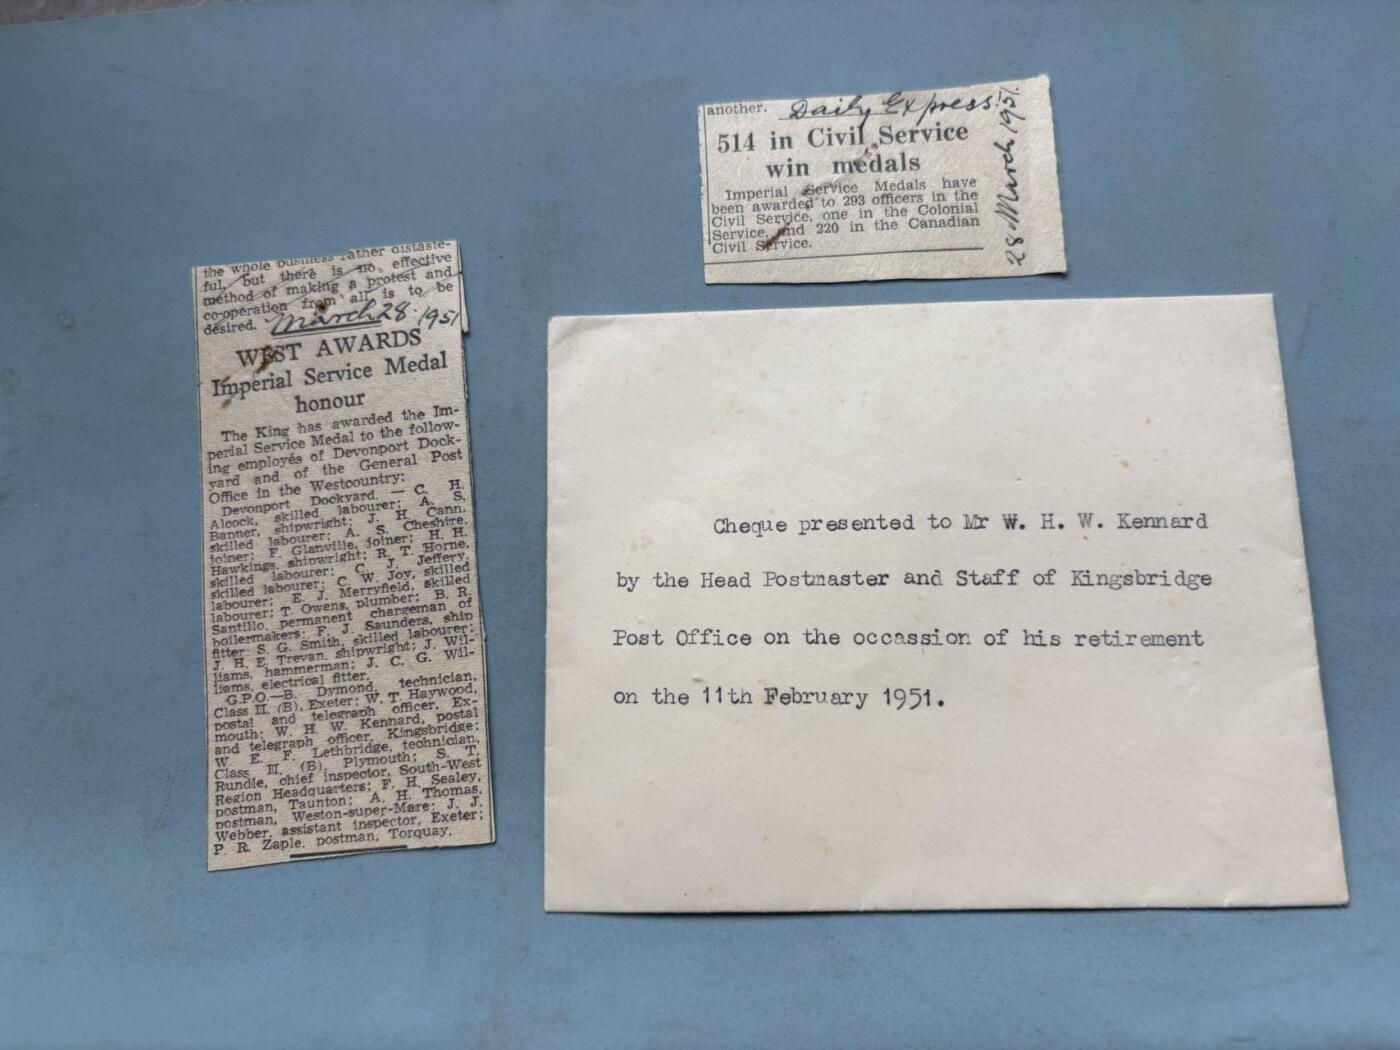 the whole business rather distaste-
ful, but there is no effective
method of making a protest and
co-operation from all is to be
desired. March 28. 1951
WEST AWARDS
Imperial Service Medal
honour
The King has awarded the Im-
perial Service Medal to the follow-
ing employés of Devonport Dock-
yard and of the General Post
Office in the Westcountry:
Devonport Dockyard. — C. H.
Alcock, skilled labourer; A. S.
Banner, shipwright; J. H. Cann,
skilled labourer; A. S. Cheshire,
joiner; F. Glanville, joiner; H. H.
Hawkings, shipwright; R. T. Horne,
skilled labourer; C. J. Jeffery,
skilled labourer; C. W. Joy, skilled
labourer; E. J. Merryfield, skilled
labourer; T. Owens, plumber; B. R.
Santillo, permanent chargeman of
boilermakers; F. J. Saunders, ship
fitter; S. G. Smith, skilled labourer;
J. H. E. Trevan, shipwright; J. Wil-
liams, hammerman; J. C. G. Wil-
liams, electrical fitter.
G.P.O.—B. Dymond, technician,
Class III. (B), Exeter; W. T. Haywood,
postal and telegraph officer, Ex-
mouth; W. H. W. Kennard, postal
and telegraph officer, Kingsbridge;
W. E. F. Lethbridge, technician,
Class III. (B), Plymouth; S. T.
Rundle, chief inspector, South-West
Region Headquarters; F. H. Sealey,
postman, Taunton; A. H. Thomas,
postman, Weston-super-Mare; J. J.
Webber, assistant inspector, Exeter;
P. R. Zaple, postman, Torquay.
another. Daily Express
514 in Civil Service
win medals
Imperial Service Medals have
been awarded to 293 officers in the
Civil Service, one in the Colonial
Service, and 220 in the Canadian
Civil Service.
28. March 1951.
Cheque presented to Mr W. H. W. Kennard
by the Head Postmaster and Staff of Kingsbridge
Post Office on the occassion of his retirement
on the 11th February 1951.